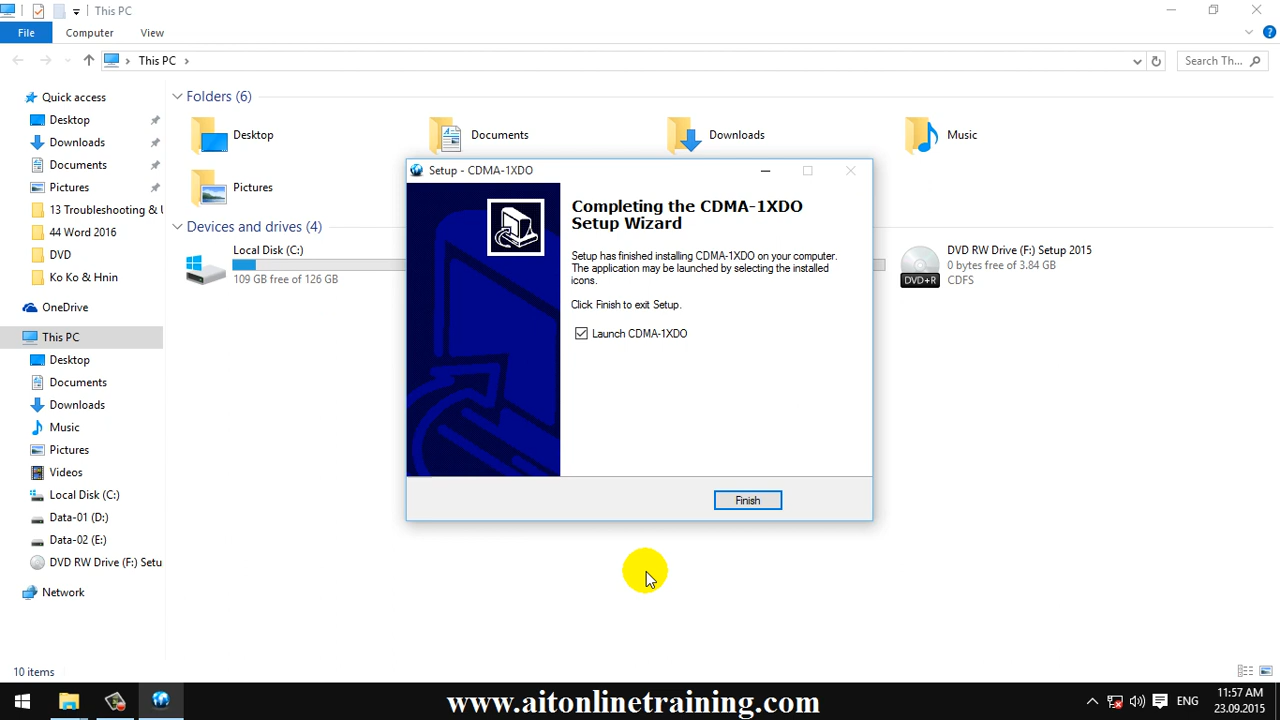 This PC
File
Computer
View
This PC
Search Th...
Quick access
Desktop
Downloads
Documents
Pictures
13 Troubleshooting & U
44 Word 2016
DVD
Ko Ko & Hnin
OneDrive
This PC
Desktop
Documents
Downloads
Music
Pictures
Videos
Local Disk (C:)
Data-01 (D:)
Data-02 (E:)
DVD RW Drive (F:) Setu
Network
Folders (6)
Desktop
Documents
Downloads
Music
Pictures
Devices and drives (4)
Local Disk (C:)
109 GB free of 126 GB
DVD RW Drive (F:) Setup 2015
0 bytes free of 3.84 GB
CDFS
DVD+R
Setup - CDMA-1XDO
Completing the CDMA-1XDO
Setup Wizard
Setup has finished installing CDMA-1XDO on your computer.
The application may be launched by selecting the installed
icons.
Click Finish to exit Setup.
Launch CDMA-1XDO
Finish
10 items
www.aitonlinetraining.com
ENG
11:57 AM
23.09.2015